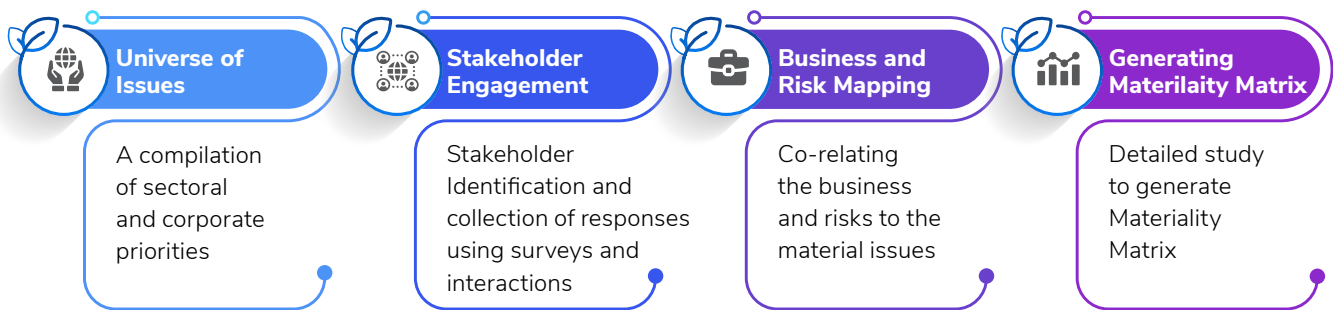 Universe of
Issues
A compilation
of sectoral
and corporate
priorities
Stakeholder
Engagement
Stakeholder
Identification and
collection of responses
using surveys and
interactions
Business and
Risk Mapping
Co-relating
the business
and risks to the
material issues
Generating
Materilaity Matrix
Detailed study
to generate
Materiality
Matrix